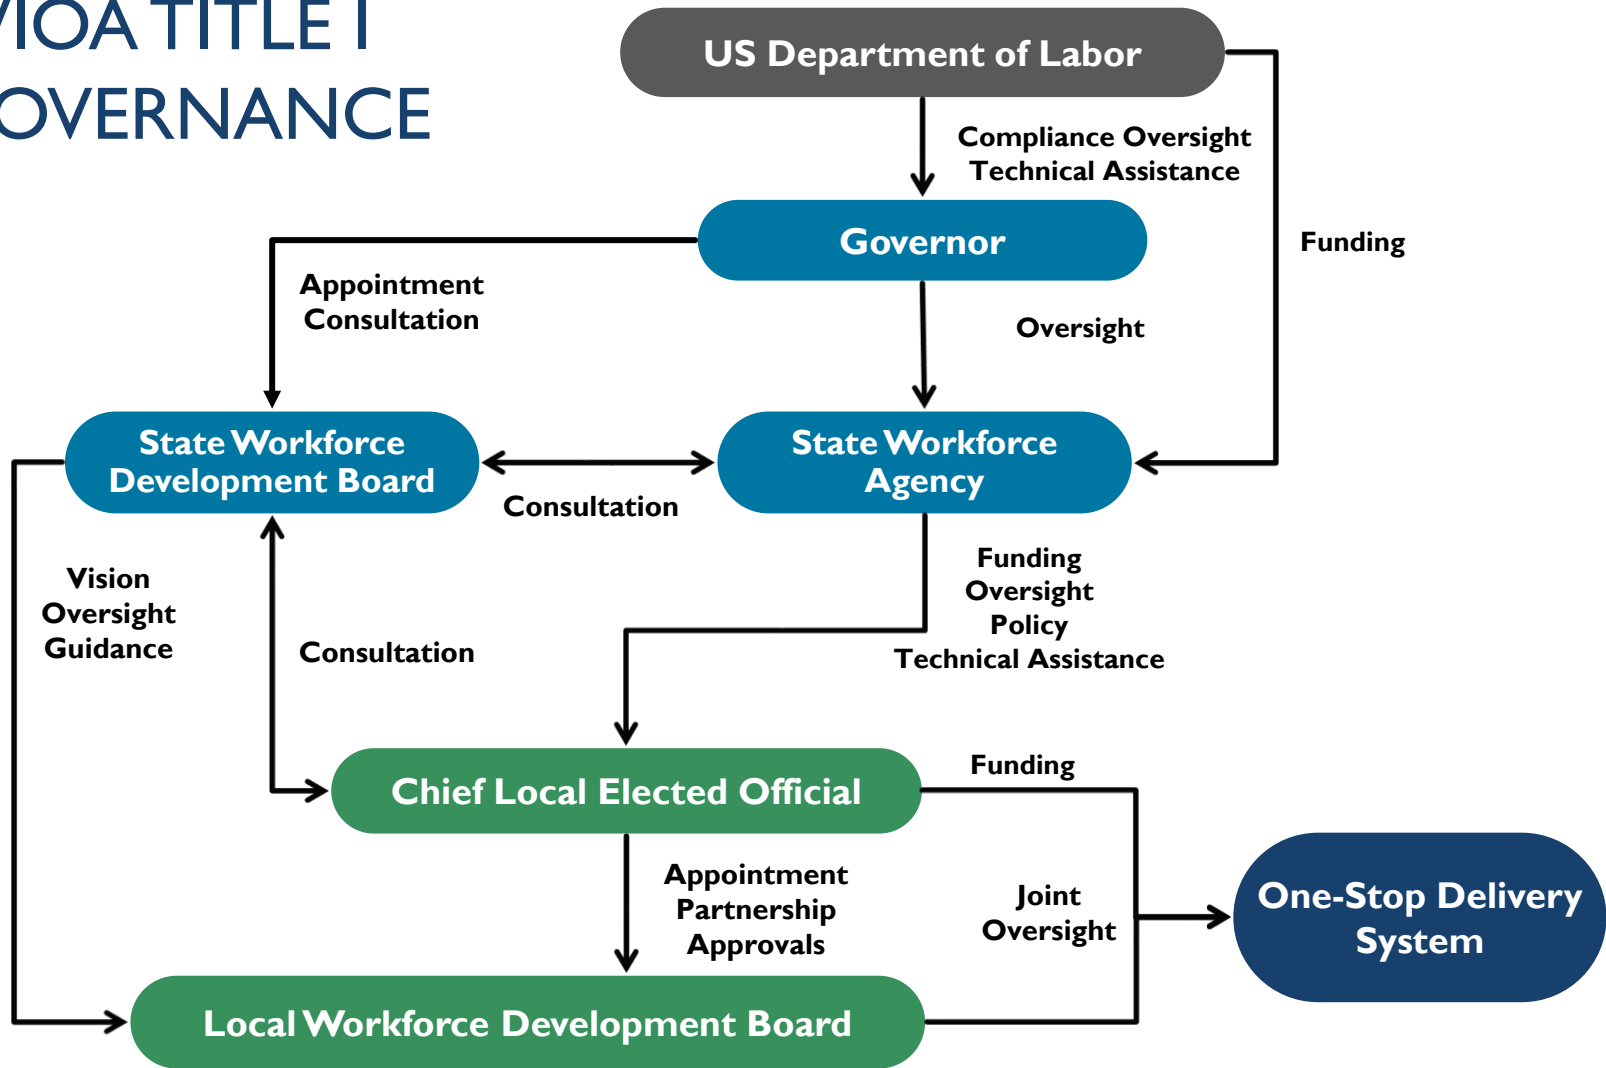 VIOA TITLE I
OVERNANCE
US Department of Labor
Compliance Oversight
Technical Assistance
Governor
Funding
Appointment
Consultation
Oversight
State Workforce
Development Board
State Workforce
Agency
Consultation
Vision
Oversight
Guidance
Consultation
Funding
Oversight
Policy
Technical Assistance
Chief Local Elected Official
Funding
Appointment
Partnership
Approvals
Joint
Oversight
One-Stop Delivery
System
Local Workforce Development Board